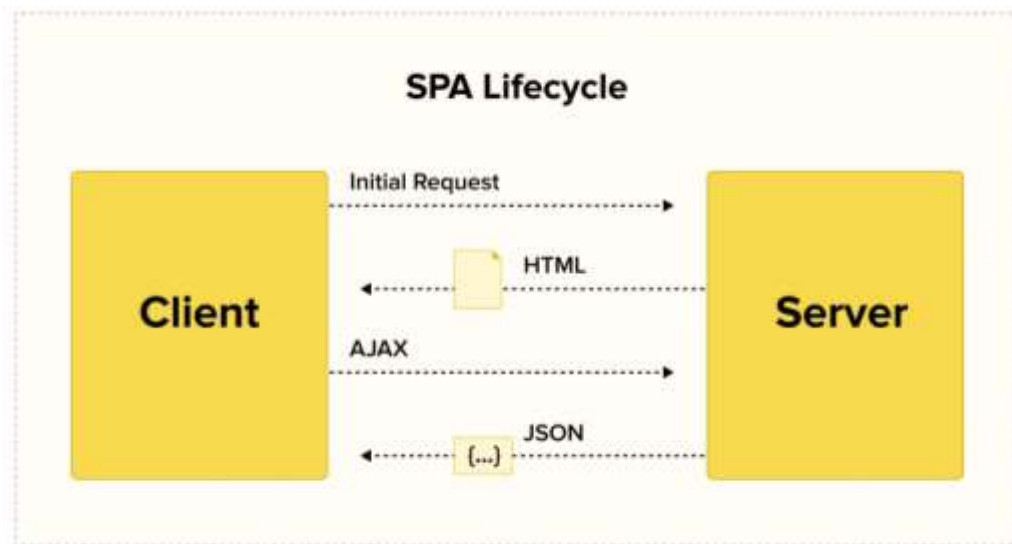 SPA Lifecycle
Initial Request
HTML
Client
Server
AJAX
JSON
{...}